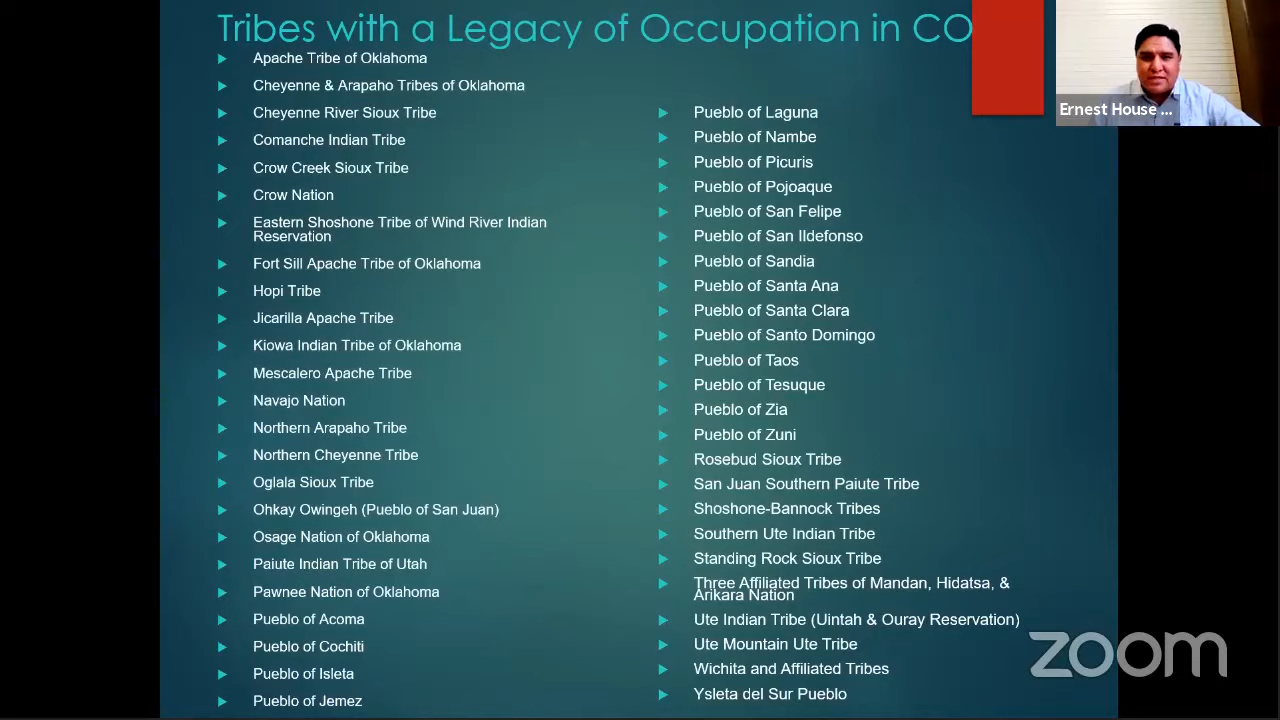 Tribes with a Legacy of Occupation in CO
Apache Tribe of Oklahoma
Cheyenne & Arapaho Tribes of Oklahoma
Cheyenne River Sioux Tribe
Comanche Indian Tribe
Crow Creek Sioux Tribe
Crow Nation
Eastern Shoshone Tribe of Wind River Indian
Reservation
Fort Sill Apache Tribe of Oklahoma
Hopi Tribe
Jicarilla Apache Tribe
Kiowa Indian Tribe of Oklahoma
Mescalero Apache Tribe
Navajo Nation
Northern Arapaho Tribe
Northern Cheyenne Tribe
Oglala Sioux Tribe
Ohkay Owingeh (Pueblo of San Juan)
Osage Nation of Oklahoma
Paiute Indian Tribe of Utah
Pawnee Nation of Oklahoma
Pueblo of Acoma
Pueblo of Cochiti
Pueblo of Isleta
Pueblo of Jemez
Pueblo of Laguna
Pueblo of Nambe
Pueblo of Picuris
Pueblo of Pojoaque
Pueblo of San Felipe
Pueblo of San Ildefonso
Pueblo of Sandia
Pueblo of Santa Ana
Pueblo of Santa Clara
Pueblo of Santo Domingo
Pueblo of Taos
Pueblo of Tesuque
Pueblo of Zia
Pueblo of Zuni
Rosebud Sioux Tribe
San Juan Southern Paiute Tribe
Shoshone-Bannock Tribes
Southern Ute Indian Tribe
Standing Rock Sioux Tribe
Three Affiliated Tribes of Mandan, Hidatsa, &
Arikara Nation
Ute Indian Tribe (Uintah & Ouray Reservation)
Ute Mountain Ute Tribe
Wichita and Affiliated Tribes
Ysleta del Sur Pueblo
Ernest House ...
zoom